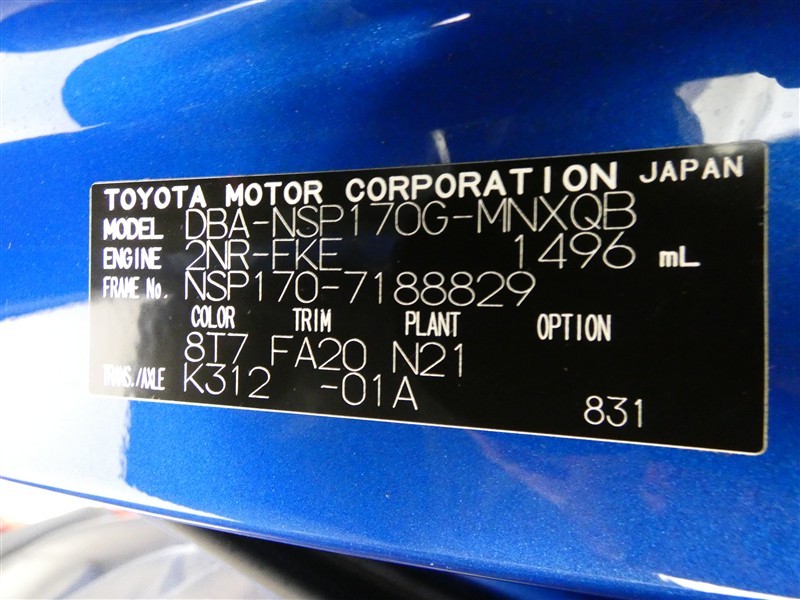 TOYOTA MOTOR CORPORATION JAPAN
MODEL DBA-NSP170G-MNXQB
ENGINE 2NR-FKE 1496 mL
FRAME No. NSP170-7188829
COLOR TRIM PLANT OPTION
8T7 FA20 N21
TRANS./AXLE K312 -01A
831